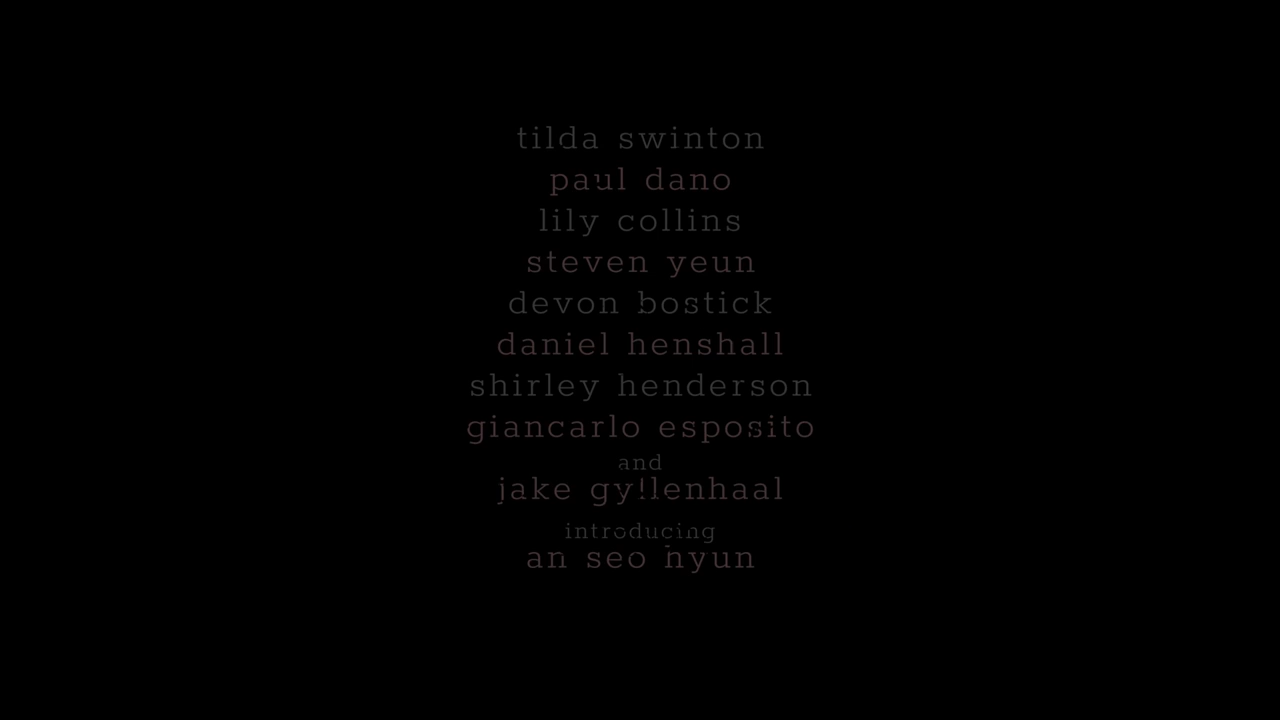 tilda swinton
paul dano
lily collins
steven yeun
devon bostick
daniel henshall
shirley henderson
giancarlo esposito
and
jake gyllenhaal
introducing
an seo hyun